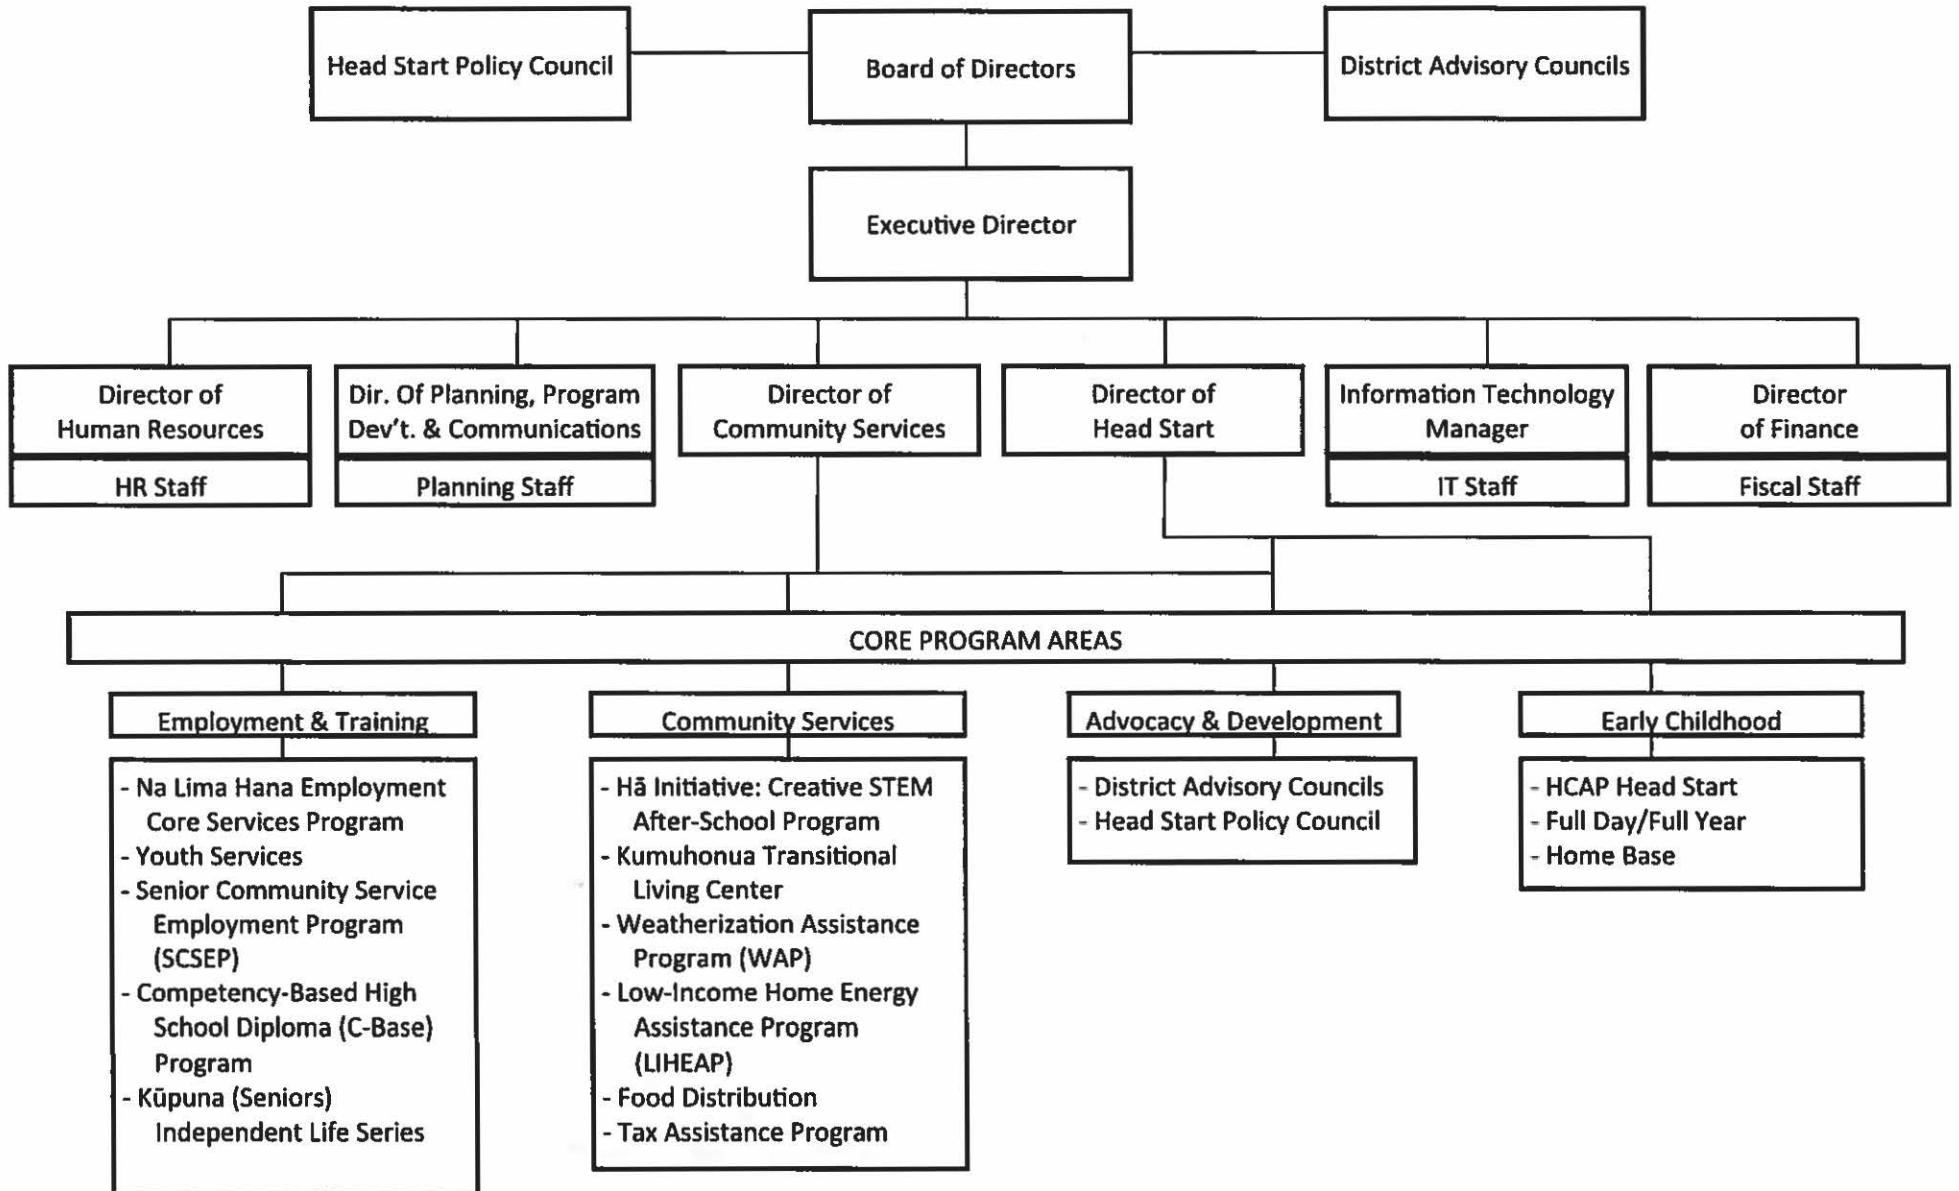 Head Start Policy Council
Board of Directors
District Advisory Councils
Executive Director
Director of
Human Resources
HR Staff
Dir. Of Planning, Program
Dev't. & Communications
Planning Staff
Director of
Community Services
Director of
Head Start
Information Technology
Manager
IT Staff
Director
of Finance
Fiscal Staff
CORE PROGRAM AREAS
Employment & Training
- Na Lima Hana Employment
Core Services Program
- Youth Services
- Senior Community Service
Employment Program
(SCSEP)
- Competency-Based High
School Diploma (C-Base)
Program
- Kūpuna (Seniors)
Independent Life Series
Community Services
- Hā Initiative: Creative STEM
After-School Program
- Kumuhonua Transitional
Living Center
- Weatherization Assistance
Program (WAP)
- Low-Income Home Energy
Assistance Program
(LIHEAP)
- Food Distribution
- Tax Assistance Program
Advocacy & Development
- District Advisory Councils
- Head Start Policy Council
Early Childhood
- HCAP Head Start
- Full Day/Full Year
- Home Base